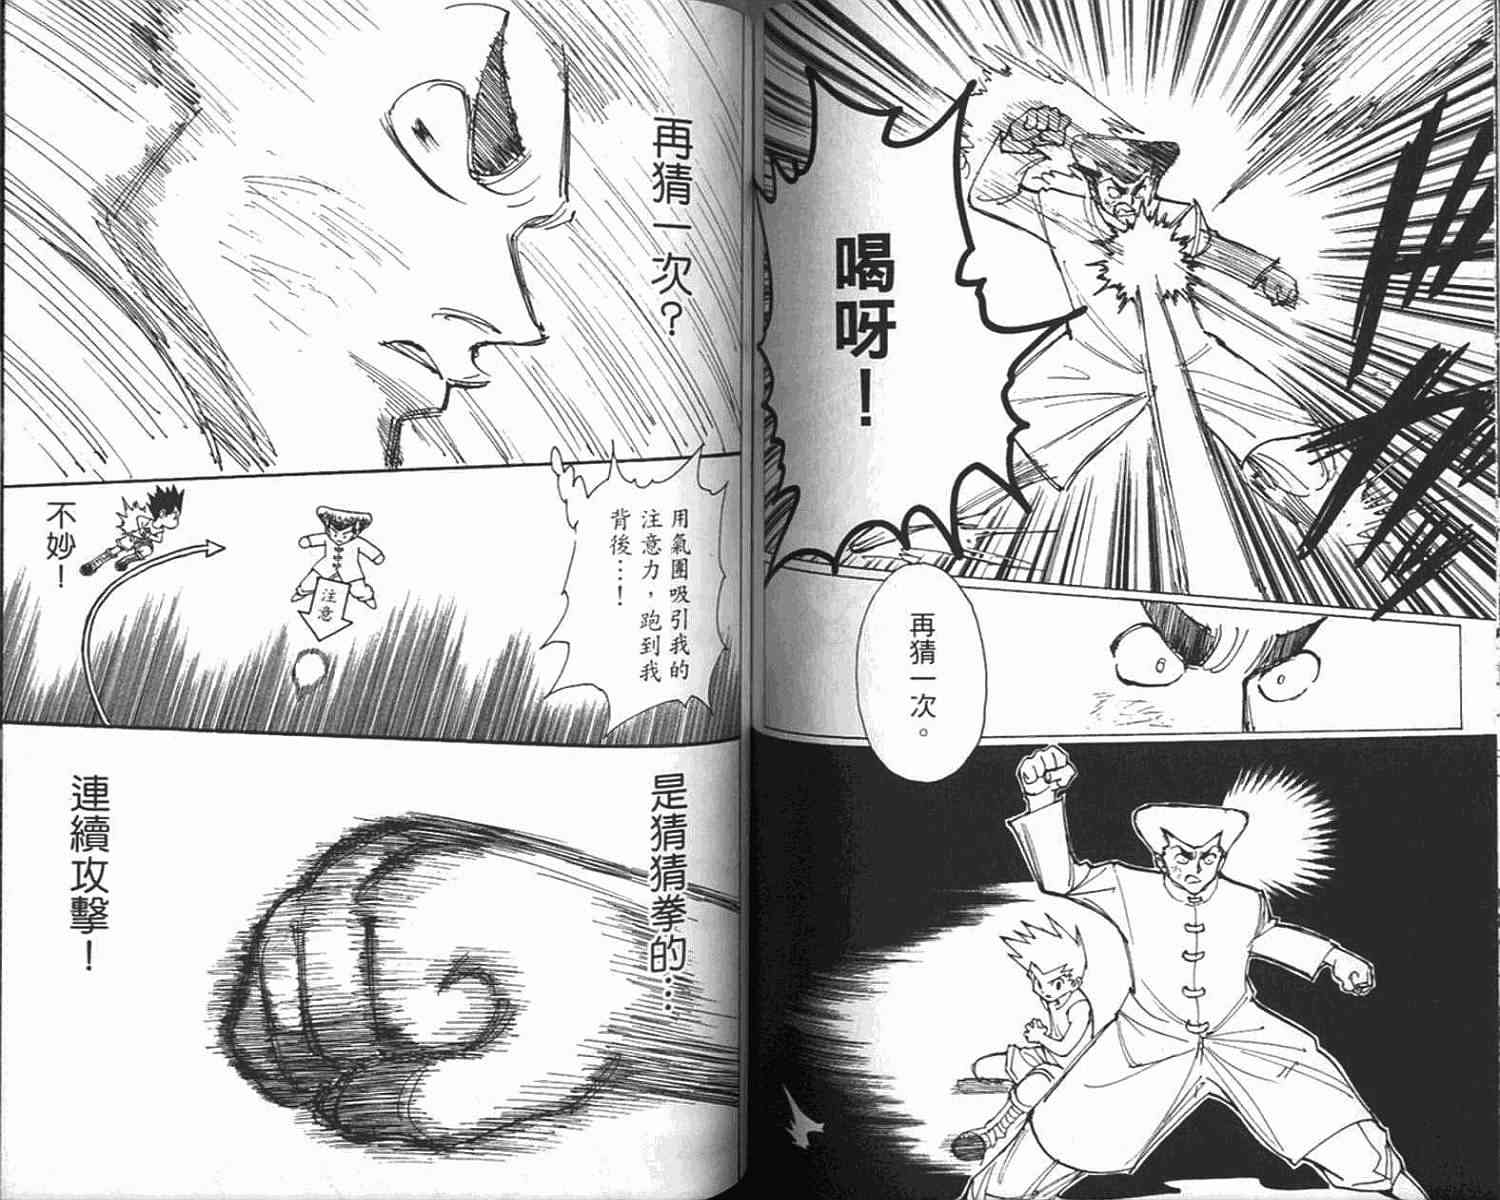 喝呀！
再猜一次。
再猜一次？
用氣團吸引我的
注意力，跑到我
背後…！
注意
不妙！
是猜猜拳的…
連續攻擊！